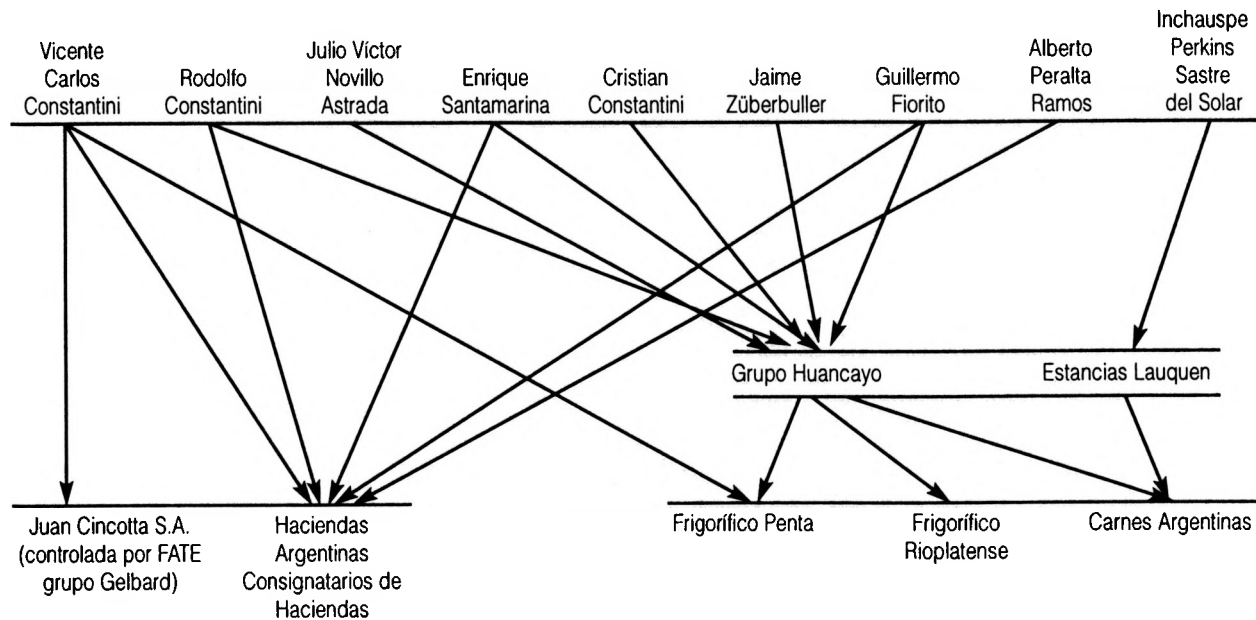 Vicente
Carlos
Constantini
Rodolfo
Constantini
Julio Víctor
Novillo
Astrada
Enrique
Santamarina
Cristian
Constantini
Jaime
Züberbuller
Guillermo
Fiorito
Alberto
Peralta
Ramos
Inchauspe
Perkins
Sastre
del Solar
Grupo Huancayo
Estancias Lauquen
Juan Cincotta S.A.
(controlada por FATE
grupo Gelbard)
Haciendas
Argentinas
Consignatarios de
Haciendas
Frigorífico Penta
Frigorífico
Rioplatense
Carnes Argentinas